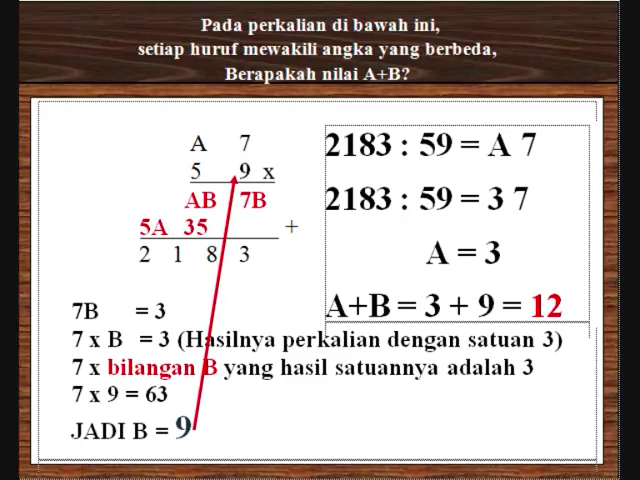 Pada perkalian di bawah ini,
setiap huruf mewakili angka yang berbeda,
Berapakah nilai A+B?
A 7
5 9 x
AB 7B
5A 35 +
2 1 8 3
2183 : 59 = A 7
2183 : 59 = 3 7
A = 3
A+B = 3 + 9 = 12
7B = 3
7 x B = 3 (Hasilnya perkalian dengan satuan 3)
7 x bilangan B yang hasil satuannya adalah 3
7 x 9 = 63
JADI B = 9